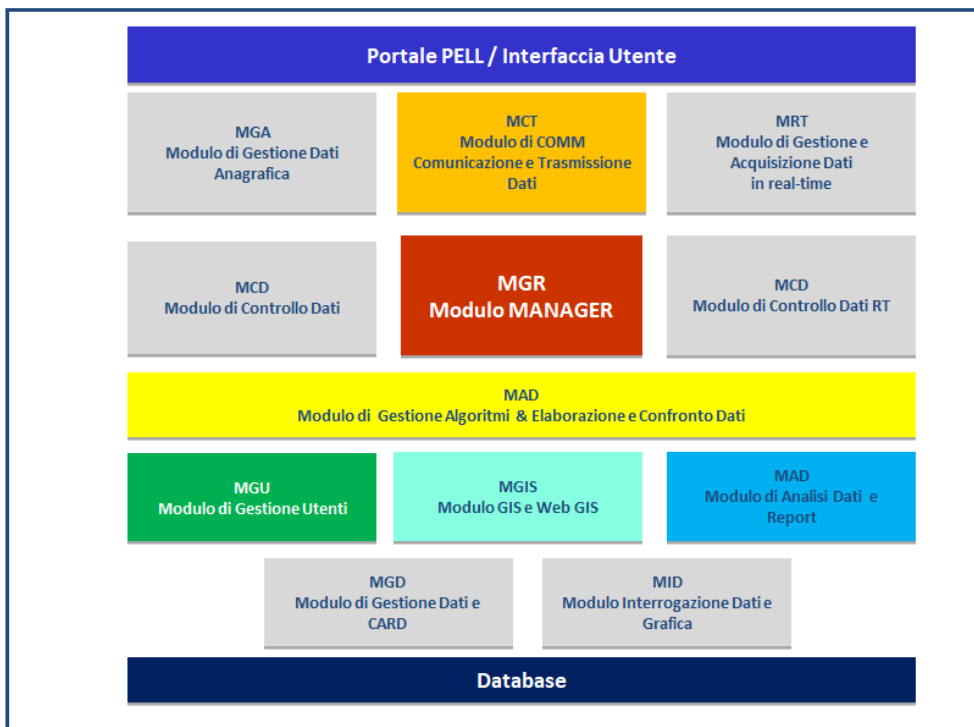 Portale PELL / Interfaccia Utente
MGA
Modulo di Gestione Dati
Anagrafica
MCT
Modulo di COMM
Comunicazione e Trasmissione
Dati
MRT
Modulo di Gestione e
Acquisizione Dati
in real-time
MCD
Modulo di Controllo Dati
MGR
Modulo MANAGER
MCD
Modulo di Controllo Dati RT
MAD
Modulo di Gestione Algoritmi & Elaborazione e Confronto Dati
MGU
Modulo di Gestione Utenti
MGIS
Modulo GIS e Web GIS
MAD
Modulo di Analisi Dati e
Report
MGD
Modulo di Gestione Dati e
CARD
MID
Modulo Interrogazione Dati e
Grafica
Database